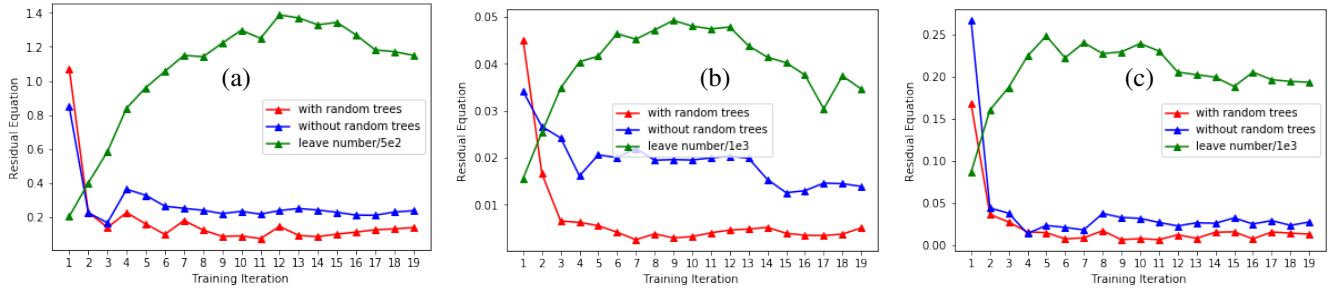 1.4
1.2
1.0
0.8
0.6
0.4
0.2
Residual Equation
(a)
with random trees
without random trees
leave number/5e2
1 2 3 4 5 6 7 8 9 10 11 12 13 14 15 16 17 18 19
Training Iteration
0.05
0.04
0.03
0.02
0.01
Residual Equation
(b)
with random trees
without random trees
leave number/1e3
1 2 3 4 5 6 7 8 9 10 11 12 13 14 15 16 17 18 19
Training Iteration
0.25
0.20
0.15
0.10
0.05
0.00
Residual Equation
(c)
with random trees
without random trees
leave number/1e3
1 2 3 4 5 6 7 8 9 10 11 12 13 14 15 16 17 18 19
Training Iteration